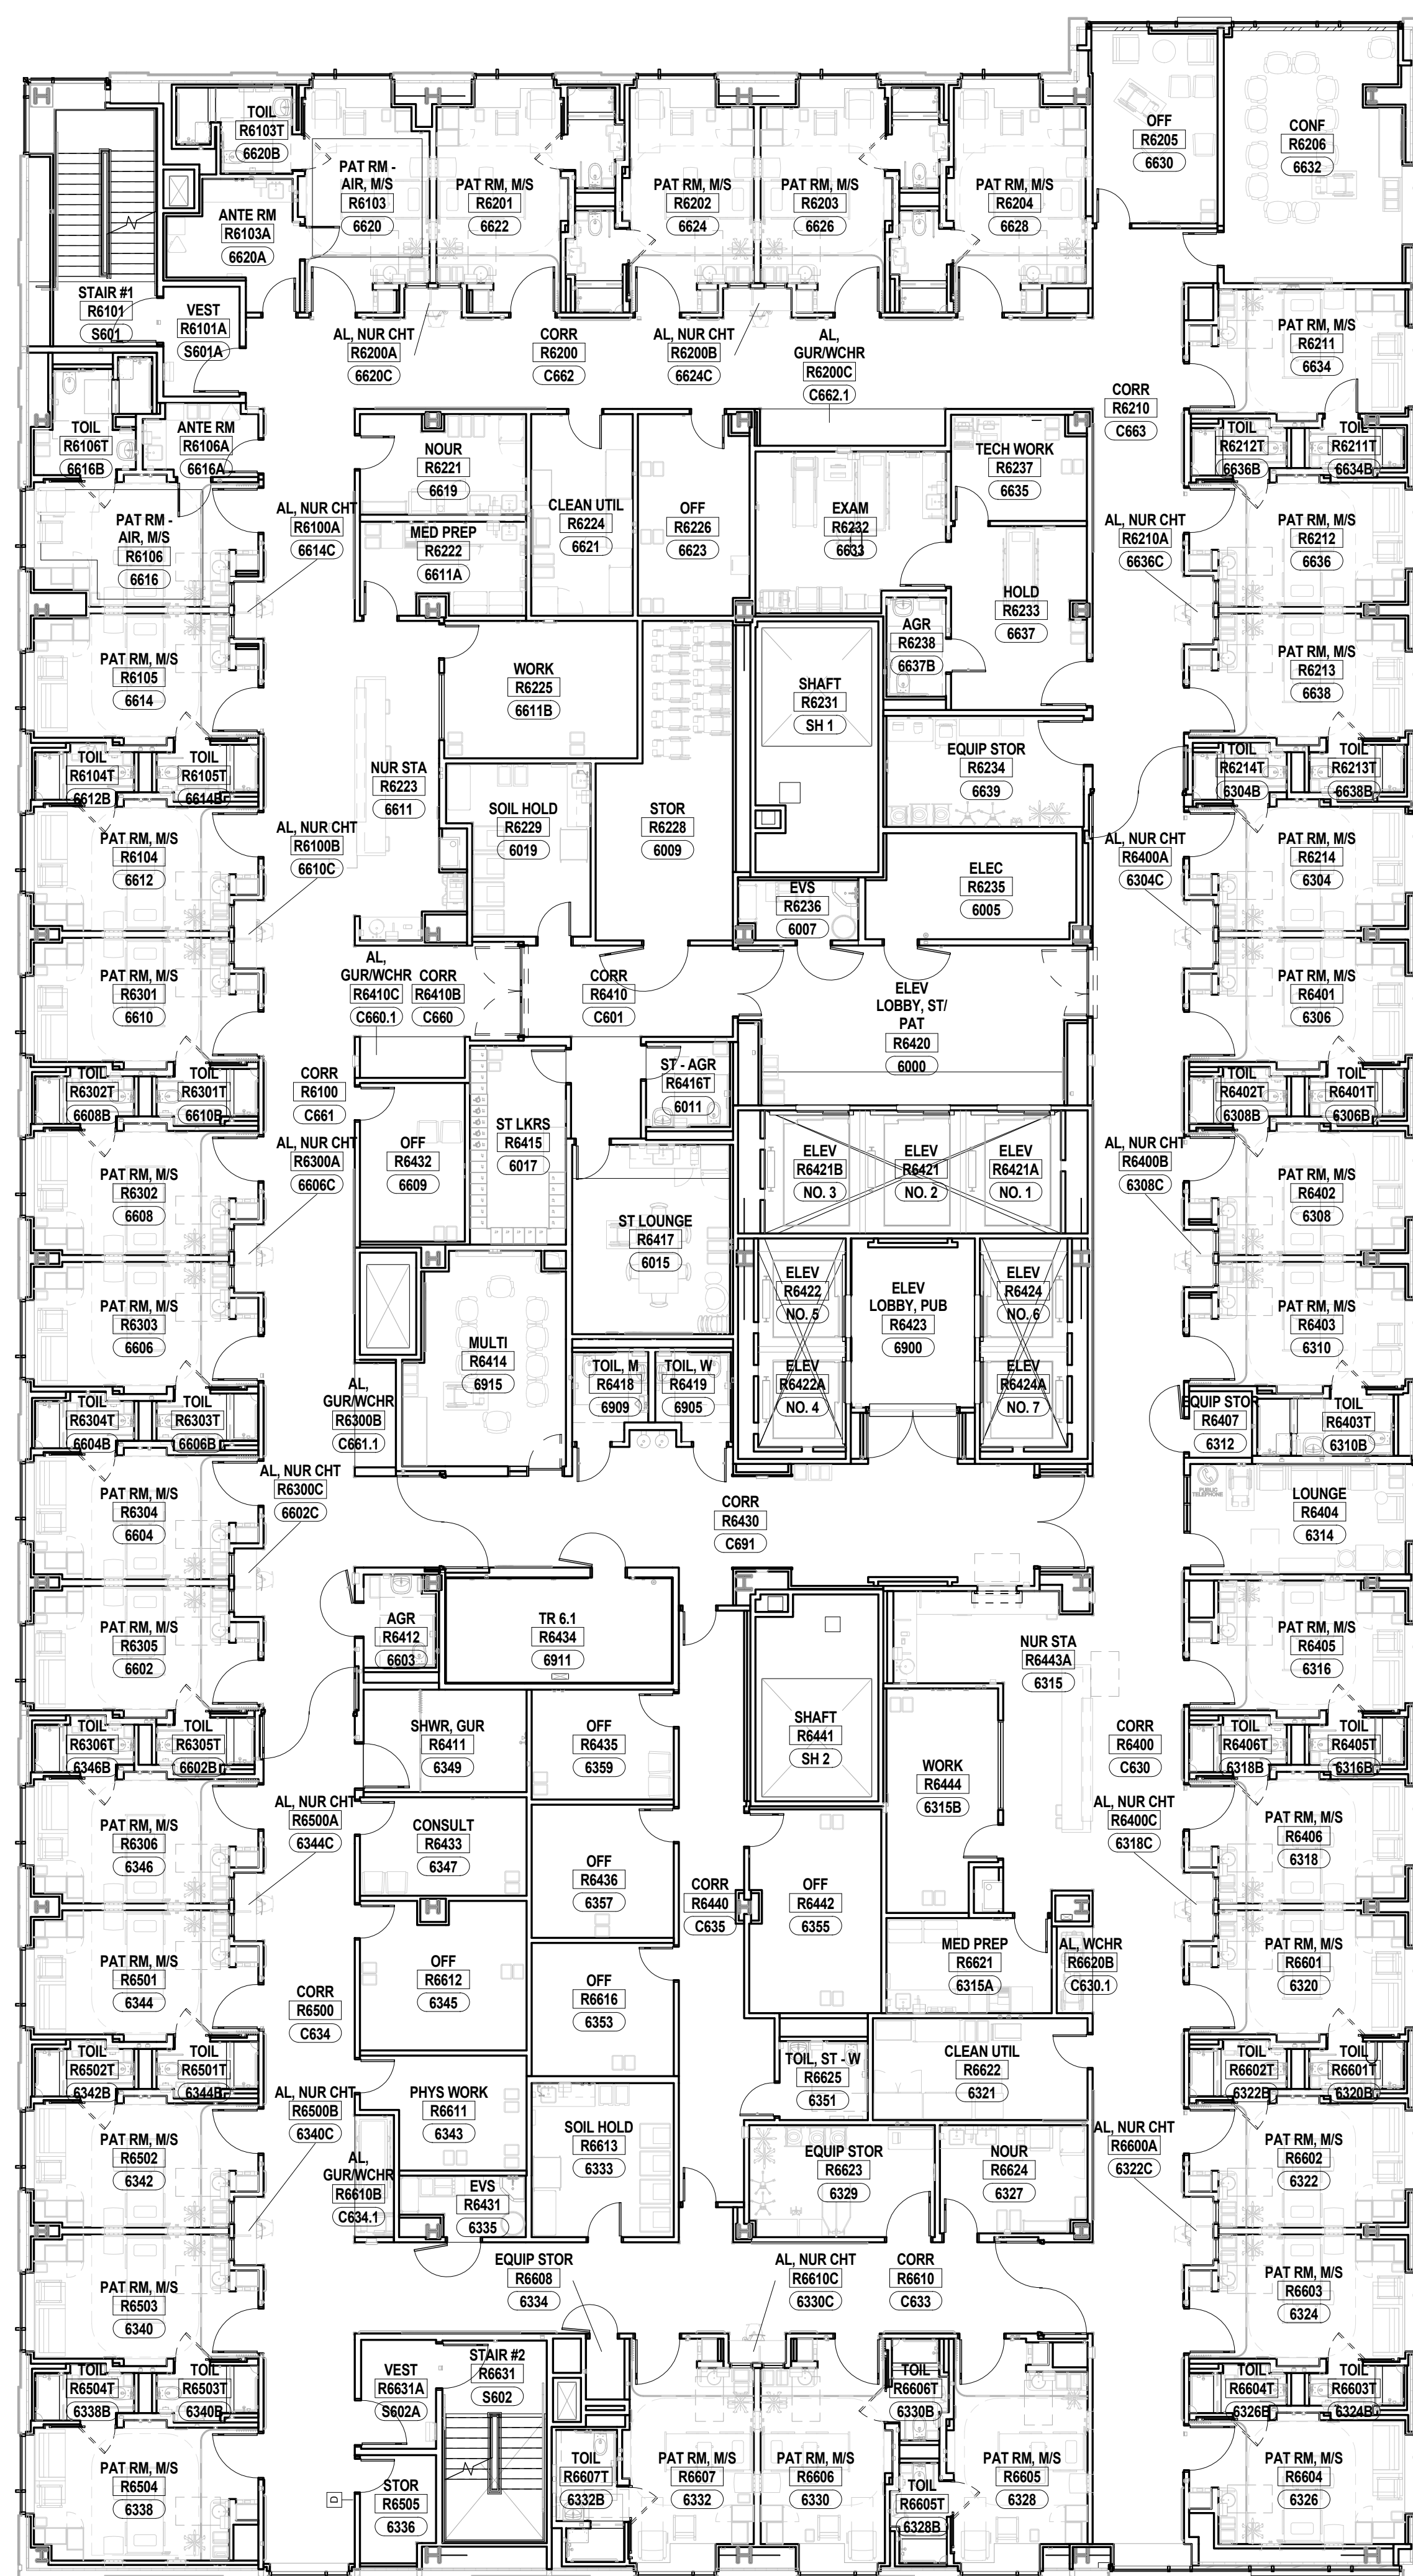 TOIL
R6103T
6620B
PAT RM -
AIR, M/S
R6103
6620
PAT RM, M/S
R6201
6622
PAT RM, M/S
R6202
6624
PAT RM, M/S
R6203
6626
PAT RM, M/S
R6204
6628
OFF
R6205
6630
CONF
R6206
6632
ANTE RM
R6103A
6620A
STAIR #1
R6101
S601
VEST
R6101A
S601A
AL, NUR CHT
R6200A
6620C
CORR
R6200
C662
AL, NUR CHT
R6200B
6624C
AL,
GUR/WCHR
R6200C
C662.1
PAT RM, M/S
R6211
6634
CORR
R6210
C663
TOIL
R6106T
6616B
ANTE RM
R6106A
6616A
TOIL
R6212T
6636B
TOIL
R6211T
6634B
NOUR
R6221
6619
CLEAN UTIL
R6224
6621
OFF
R6226
6623
EXAM
R6232
6633
TECH WORK
R6237
6635
PAT RM -
AIR, M/S
R6106
6616
AL, NUR CHT
R6100A
6614C
MED PREP
R6222
6611A
AL, NUR CHT
R6210A
6636C
PAT RM, M/S
R6212
6636
HOLD
R6233
6637
AGR
R6238
6637B
PAT RM, M/S
R6105
6614
WORK
R6225
6611B
SHAFT
R6231
SH 1
PAT RM, M/S
R6213
6638
TOIL
R6104T
6612B
TOIL
R6105T
6614B
NUR STA
R6223
6611
EQUIP STOR
R6234
6639
TOIL
R6214T
6304B
TOIL
R6213T
6638B
SOIL HOLD
R6229
6019
STOR
R6228
6009
PAT RM, M/S
R6104
6612
AL, NUR CHT
R6100B
6610C
ELEC
R6235
6005
AL, NUR CHT
R6400A
6304C
PAT RM, M/S
R6214
6304
EVS
R6236
6007
PAT RM, M/S
R6301
6610
AL,
GUR/WCHR
R6410C
C660.1
CORR
R6410B
C660
CORR
R6410
C601
ELEV
LOBBY, ST/
PAT
R6420
6000
PAT RM, M/S
R6401
6306
TOIL
R6302T
6608B
TOIL
R6301T
6610B
CORR
R6100
C661
ST - AGR
R6416T
6011
TOIL
R6402T
6308B
TOIL
R6401T
6306B
AL, NUR CHT
R6300A
6606C
OFF
R6432
6609
ST LKRS
R6415
6017
ELEV
R6421B
NO. 3
ELEV
R6421
NO. 2
ELEV
R6421A
NO. 1
AL, NUR CHT
R6400B
6308C
PAT RM, M/S
R6302
6608
PAT RM, M/S
R6402
6308
ST LOUNGE
R6417
6015
ELEV
R6422
NO. 5
ELEV
LOBBY, PUB
R6423
6900
ELEV
R6424
NO. 6
PAT RM, M/S
R6303
6606
PAT RM, M/S
R6403
6310
MULTI
R6414
6915
TOIL, M
R6418
6909
TOIL, W
R6419
6905
ELEV
R6422A
NO. 4
ELEV
R6424A
NO. 7
TOIL
R6304T
6604B
TOIL
R6303T
6606B
AL,
GUR/WCHR
R6300B
C661.1
EQUIP STOR
R6407
6312
TOIL
R6403T
6310B
AL, NUR CHT
R6300C
6602C
PAT RM, M/S
R6304
6604
CORR
R6430
C691
PUBLIC
TELEPHONE
LOUNGE
R6404
6314
PAT RM, M/S
R6305
6602
AGR
R6412
6603
TR 6.1
R6434
6911
NUR STA
R6443A
6315
PAT RM, M/S
R6405
6316
TOIL
R6306T
6346B
TOIL
R6305T
6602B
SHWR, GUR
R6411
6349
OFF
R6435
6359
SHAFT
R6441
SH 2
WORK
R6444
6315B
CORR
R6400
C630
TOIL
R6406T
6318B
TOIL
R6405T
6316B
PAT RM, M/S
R6306
6346
AL, NUR CHT
R6500A
6344C
CONSULT
R6433
6347
OFF
R6436
6357
AL, NUR CHT
R6400C
6318C
PAT RM, M/S
R6406
6318
CORR
R6440
C635
OFF
R6442
6355
PAT RM, M/S
R6501
6344
OFF
R6612
6345
MED PREP
R6621
6315A
AL, WCHR
R6620B
C630.1
PAT RM, M/S
R6601
6320
CORR
R6500
C634
OFF
R6616
6353
TOIL
R6502T
6342B
TOIL
R6501T
6344B
TOIL, ST - W
R6625
6351
CLEAN UTIL
R6622
6321
TOIL
R6602T
6322B
TOIL
R6601T
6320B
AL, NUR CHT
R6500B
6340C
PHYS WORK
R6611
6343
SOIL HOLD
R6613
6333
PAT RM, M/S
R6502
6342
AL,
GUR/WCHR
R6610B
C634.1
EVS
R6431
6335
EQUIP STOR
R6623
6329
NOUR
R6624
6327
AL, NUR CHT
R6600A
6322C
PAT RM, M/S
R6602
6322
EQUIP STOR
R6608
6334
AL, NUR CHT
R6610C
6330C
CORR
R6610
C633
PAT RM, M/S
R6503
6340
PAT RM, M/S
R6603
6324
TOIL
R6504T
6338B
TOIL
R6503T
6340B
VEST
R6631A
S602A
STAIR #2
R6631
S602
TOIL
R6606T
6330B
TOIL
R6604T
6326B
TOIL
R6603T
6324B
PAT RM, M/S
R6504
6338
D
STOR
R6505
6336
TOIL
R6607T
6332B
PAT RM, M/S
R6607
6332
PAT RM, M/S
R6606
6330
TOIL
R6605T
6328B
PAT RM, M/S
R6605
6328
PAT RM, M/S
R6604
6326